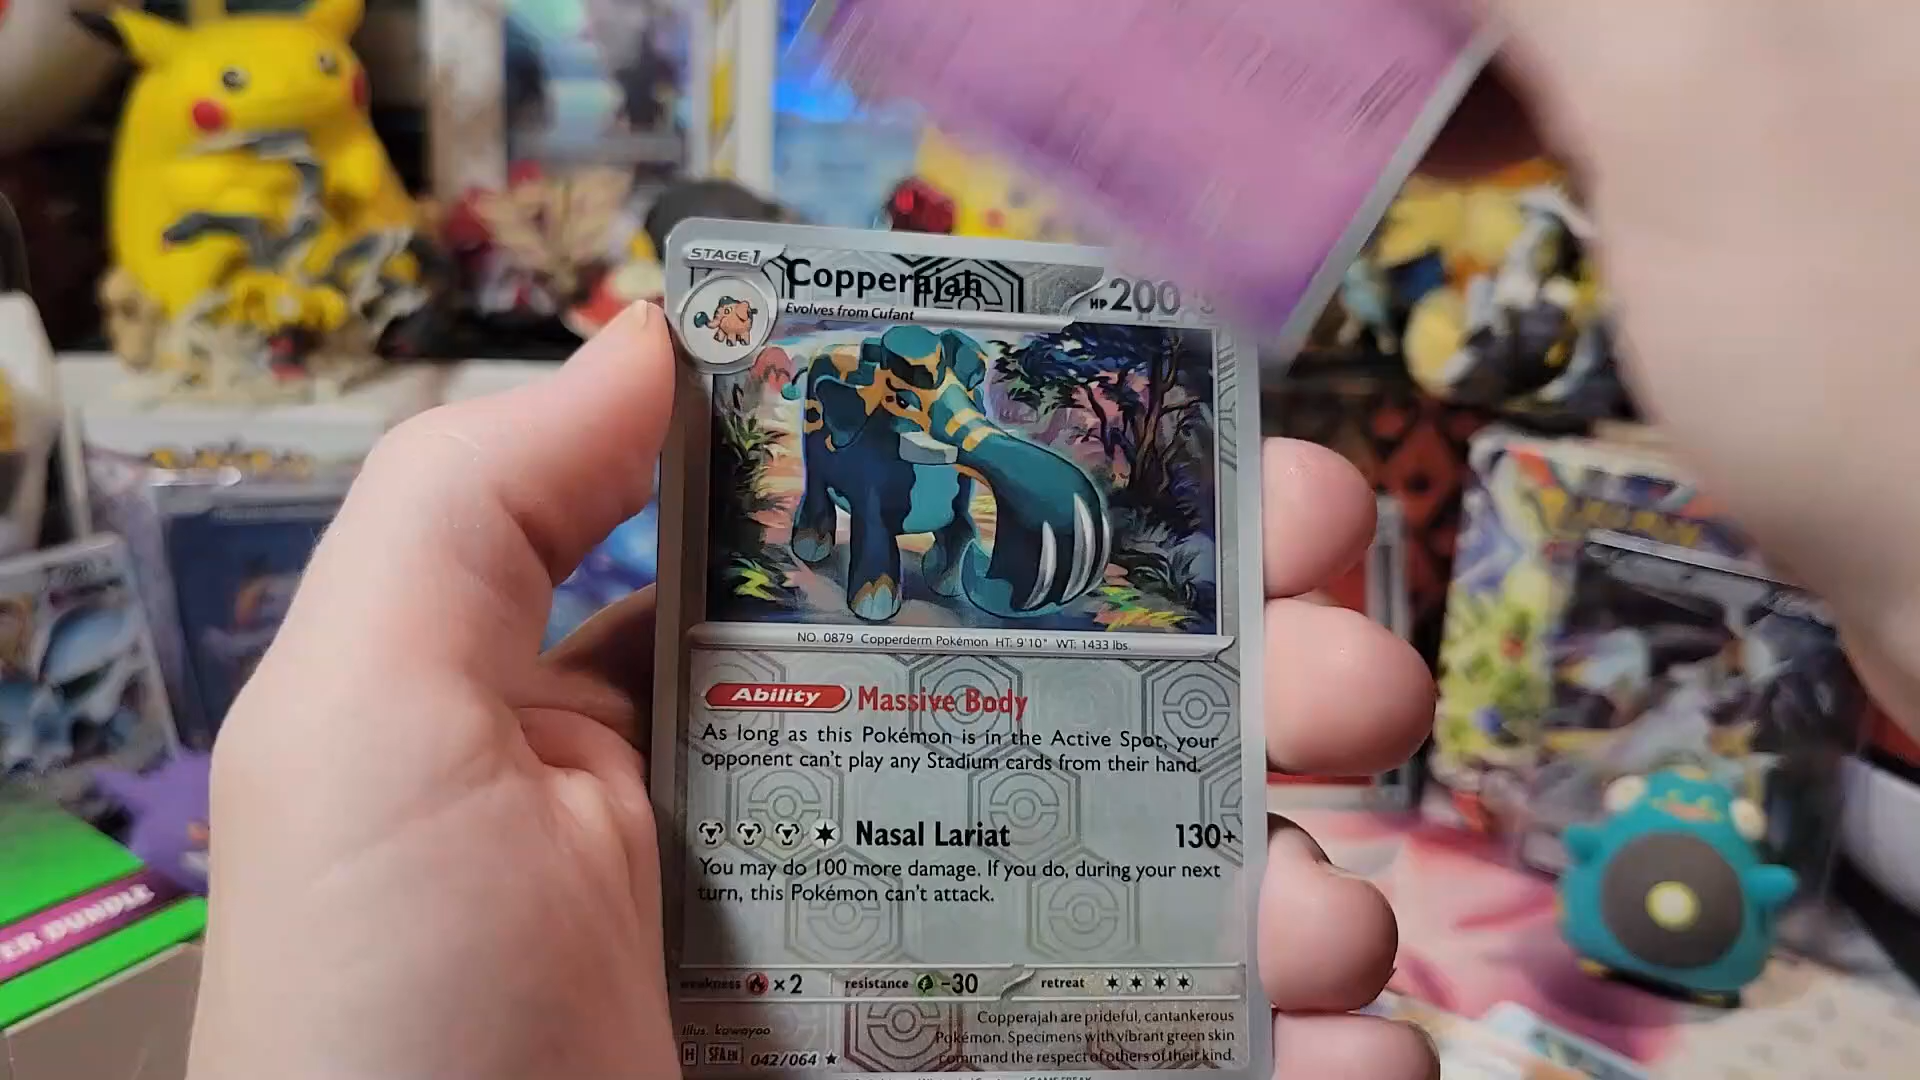 STAGE1
Copperajah
HP 200
Evolves from Cufant
NO. 0879 Copperderm Pokémon HT: 9'10" WT: 1433 lbs.
Ability Massive Body
As long as this Pokémon is in the Active Spot, your
opponent can't play any Stadium cards from their hand.
Nasal Lariat 130+
You may do 100 more damage. If you do, during your next
turn, this Pokémon can't attack.
weakness ×2 resistance -30 retreat
Illus. kawayoo
Copperajah are prideful, cantankerous
Pokémon. Specimens with vibrant green skin
command the respect of others of their kind.
H SFA EN 042/064 ★
ER BUNDLE